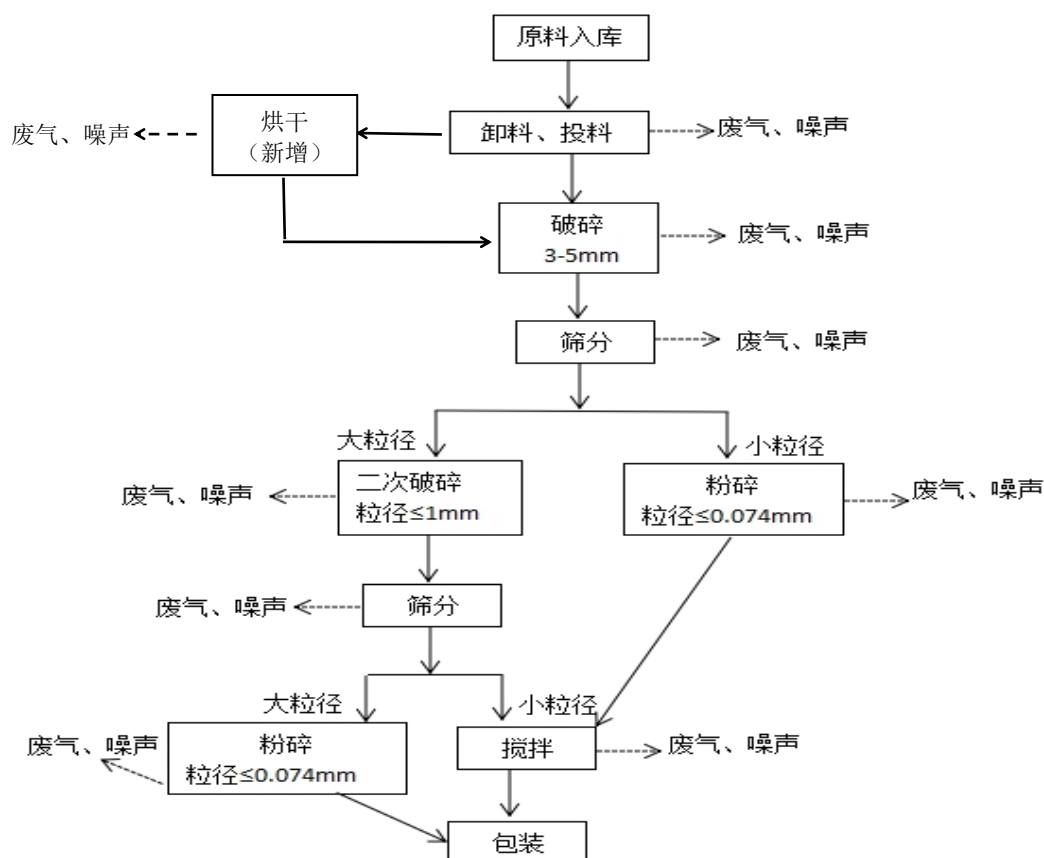 原料入库
烘干
（新增）
废气、噪声
卸料、投料
废气、噪声
破碎
3-5mm
废气、噪声
筛分
废气、噪声
大粒径
小粒径
二次破碎
粒径≤1mm
废气、噪声
粉碎
粒径≤0.074mm
废气、噪声
筛分
废气、噪声
大粒径
小粒径
废气、噪声
粉碎
粒径≤0.074mm
搅拌
废气、噪声
包装